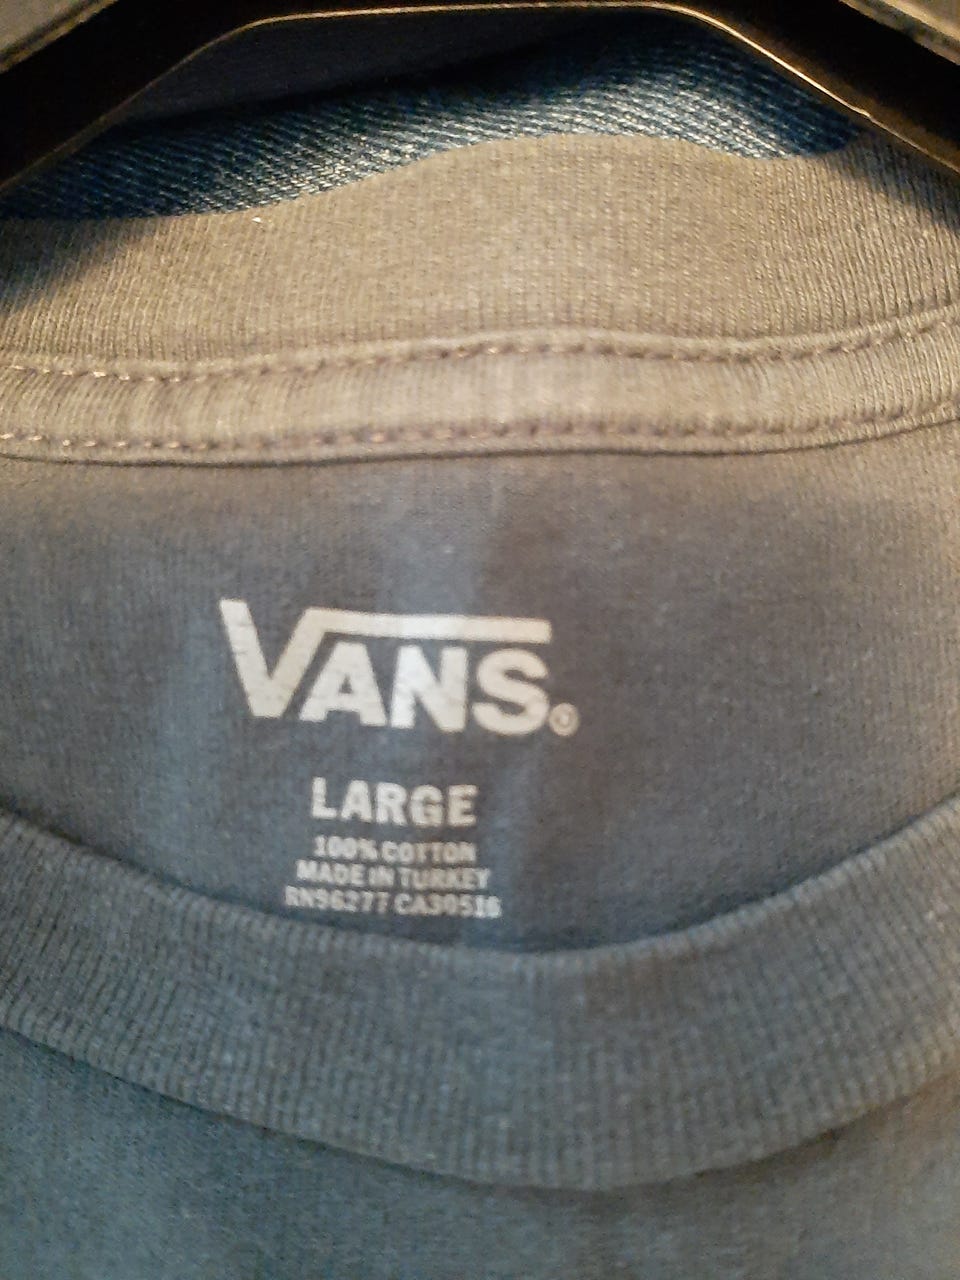 VANS®
LARGE
100% COTTON
MADE IN TURKEY
RN96277 CA30516